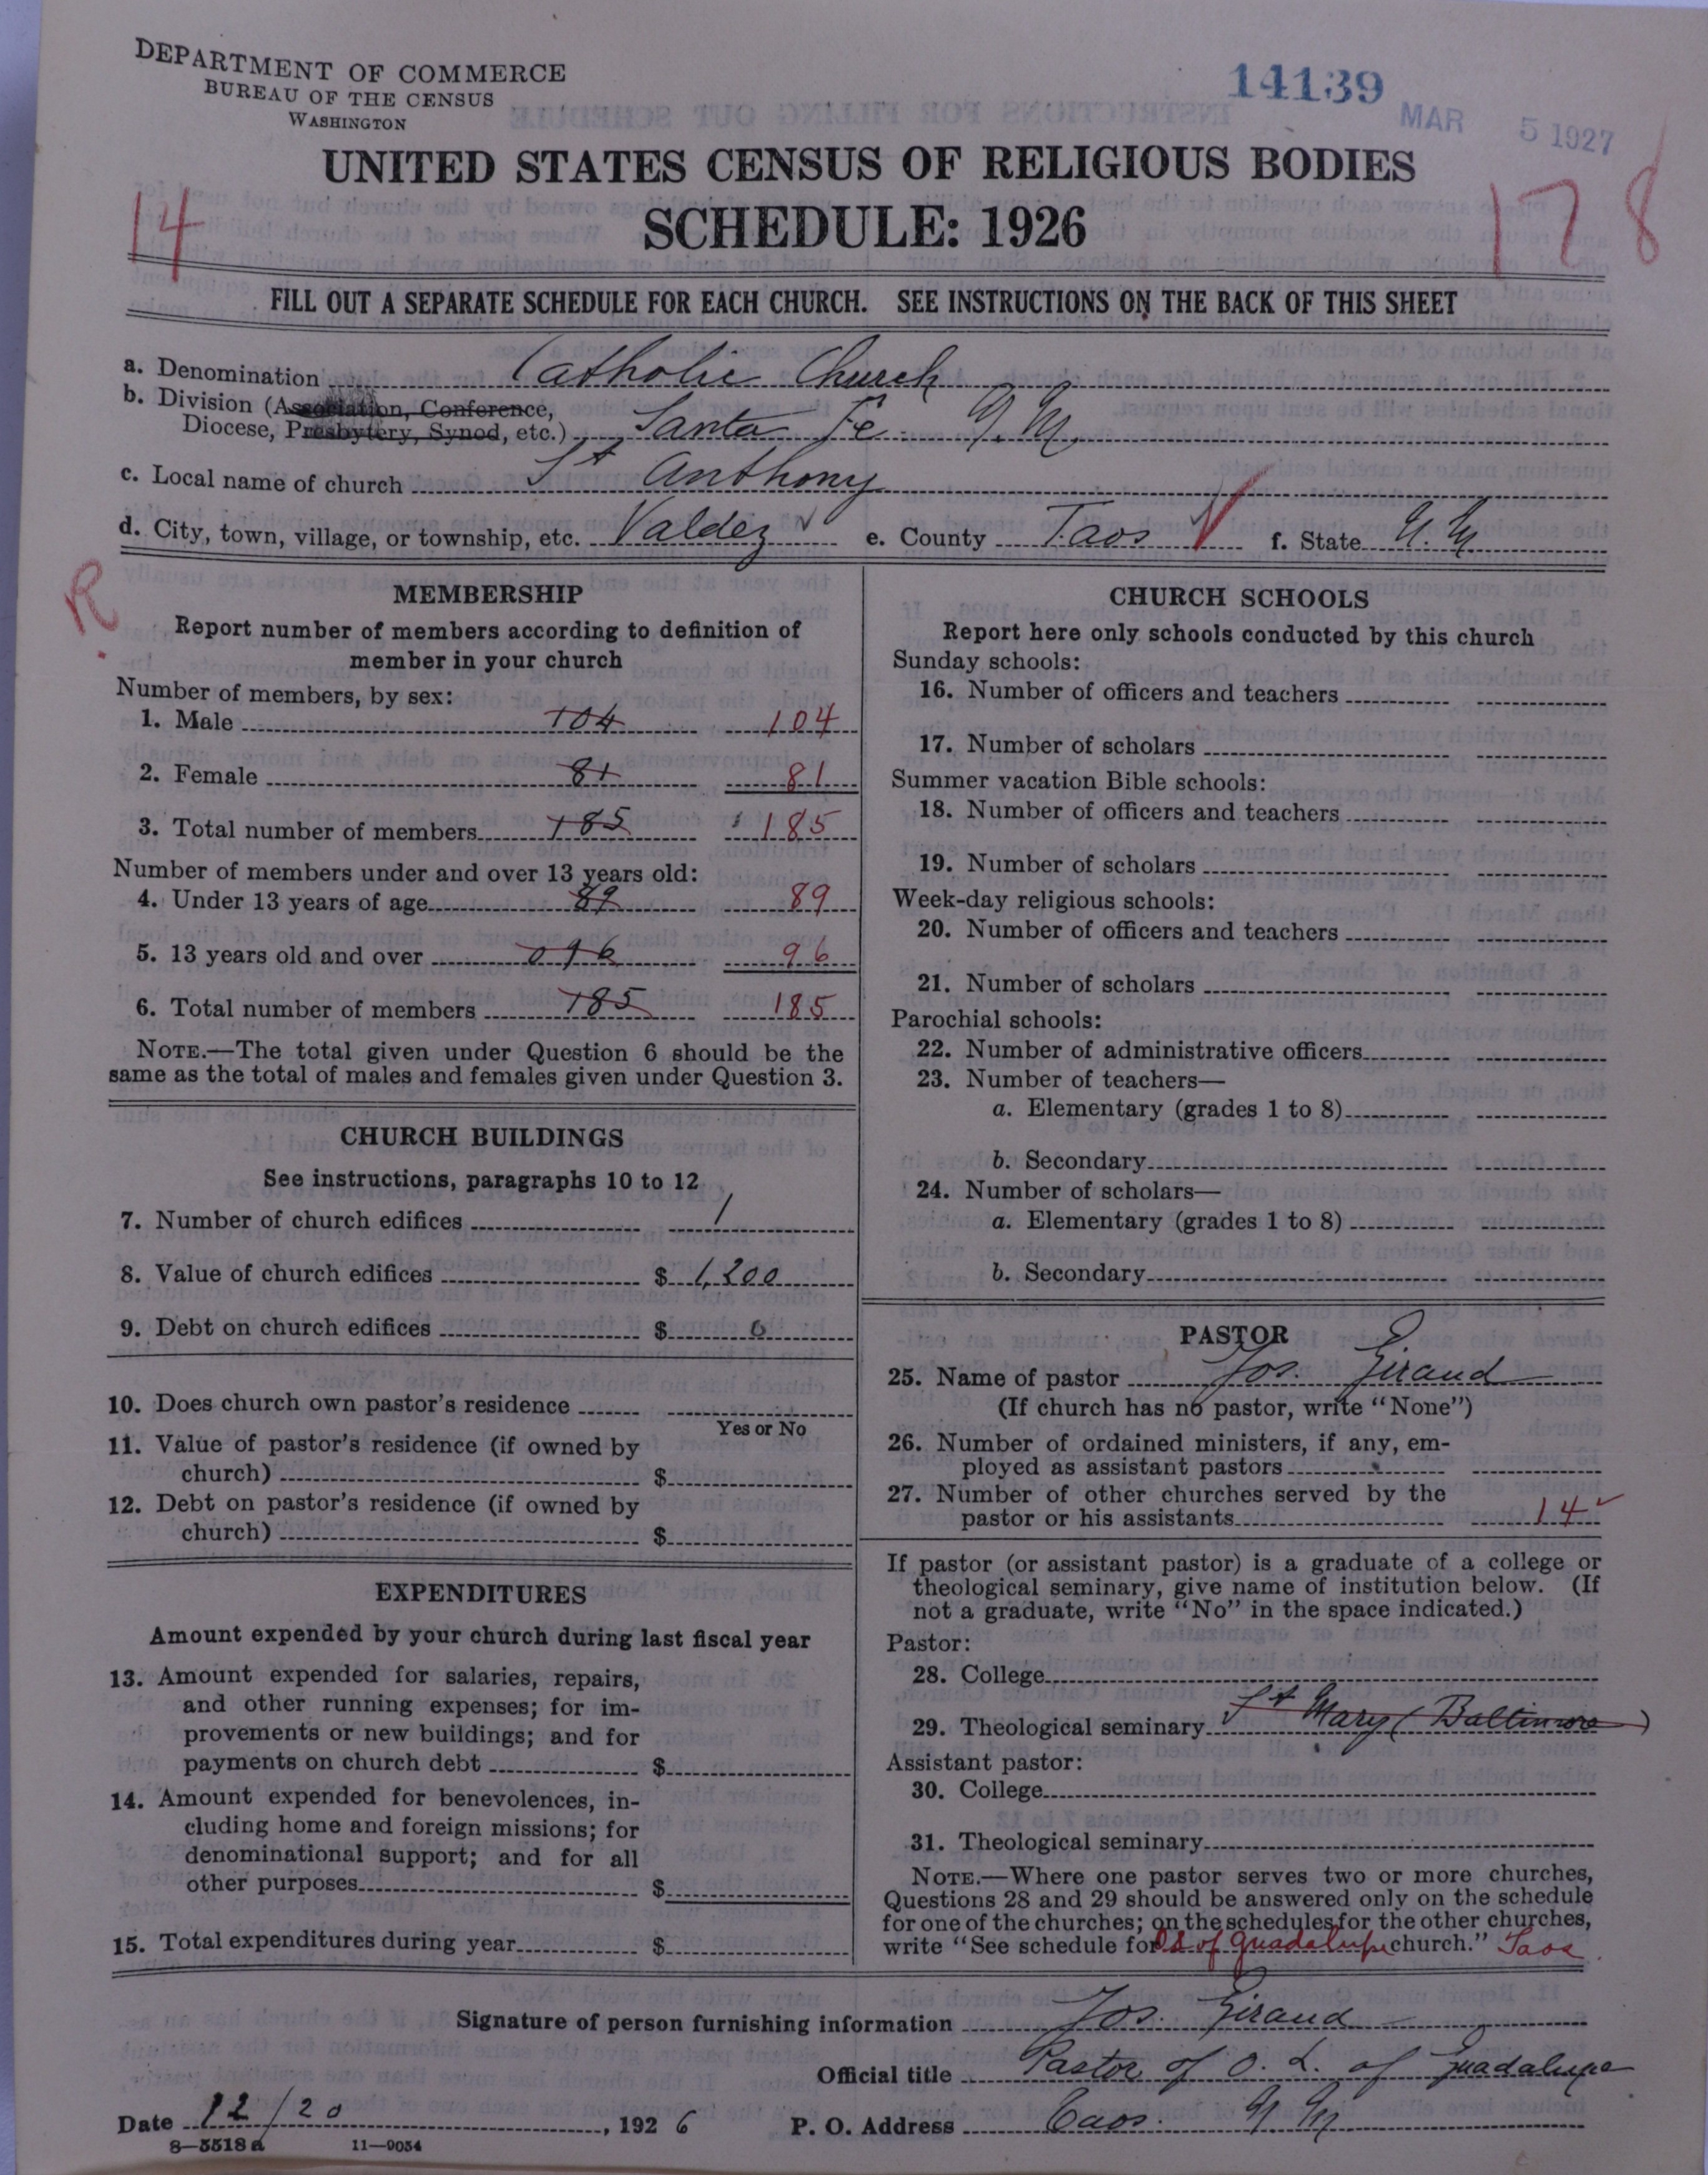 DEPARTMENT OF COMMERCE
BUREAU OF THE CENSUS
WASHINGTON
14139
MAR 5 1927
UNITED STATES CENSUS OF RELIGIOUS BODIES
14
178
SCHEDULE: 1926
FILL OUT A SEPARATE SCHEDULE FOR EACH CHURCH. SEE INSTRUCTIONS ON THE BACK OF THIS SHEET
a. Denomination Catholic Church
b. Division (Association, Conference,
Diocese, Presbytery, Synod, etc.) Santa Fe N.M.
c. Local name of church St Anthony
d. City, town, village, or township, etc. Valdez e. County Taos f. State N.M
R.
MEMBERSHIP
Report number of members according to definition of
member in your church
Number of members, by sex:
1. Male 104 104
2. Female 81 81
3. Total number of members 185 185
Number of members under and over 13 years old:
4. Under 13 years of age 89 89
5. 13 years old and over 096 96
6. Total number of members 185 185
NOTE.—The total given under Question 6 should be the
same as the total of males and females given under Question 3.
CHURCH BUILDINGS
See instructions, paragraphs 10 to 12
7. Number of church edifices 1
8. Value of church edifices $ 1,200
9. Debt on church edifices $ 0
10. Does church own pastor's residence
Yes or No
11. Value of pastor's residence (if owned by
church) $
12. Debt on pastor's residence (if owned by
church) $
EXPENDITURES
Amount expended by your church during last fiscal year
13. Amount expended for salaries, repairs,
and other running expenses; for im-
provements or new buildings; and for
payments on church debt $
14. Amount expended for benevolences, in-
cluding home and foreign missions; for
denominational support; and for all
other purposes $
15. Total expenditures during year $
CHURCH SCHOOLS
Report here only schools conducted by this church
Sunday schools:
16. Number of officers and teachers
17. Number of scholars
Summer vacation Bible schools:
18. Number of officers and teachers
19. Number of scholars
Week-day religious schools:
20. Number of officers and teachers
21. Number of scholars
Parochial schools:
22. Number of administrative officers
23. Number of teachers—
a. Elementary (grades 1 to 8)
b. Secondary
24. Number of scholars—
a. Elementary (grades 1 to 8)
b. Secondary
PASTOR
25. Name of pastor Jos. Giraud
(If church has no pastor, write "None")
26. Number of ordained ministers, if any, em-
ployed as assistant pastors
27. Number of other churches served by the
pastor or his assistants 14
If pastor (or assistant pastor) is a graduate of a college or
theological seminary, give name of institution below. (If
not a graduate, write "No" in the space indicated.)
Pastor:
28. College
29. Theological seminary St Mary (Baltimore)
Assistant pastor:
30. College
31. Theological seminary
NOTE.—Where one pastor serves two or more churches,
Questions 28 and 29 should be answered only on the schedule
for one of the churches; on the schedules for the other churches,
write "See schedule for O L of Guadalupe church." Taos
Signature of person furnishing information Jos. Giraud
Official title Pastor of O. L. of Guadalupe
Date 12/20, 1926 P. O. Address Taos. N.M
8-5518a 11-9054